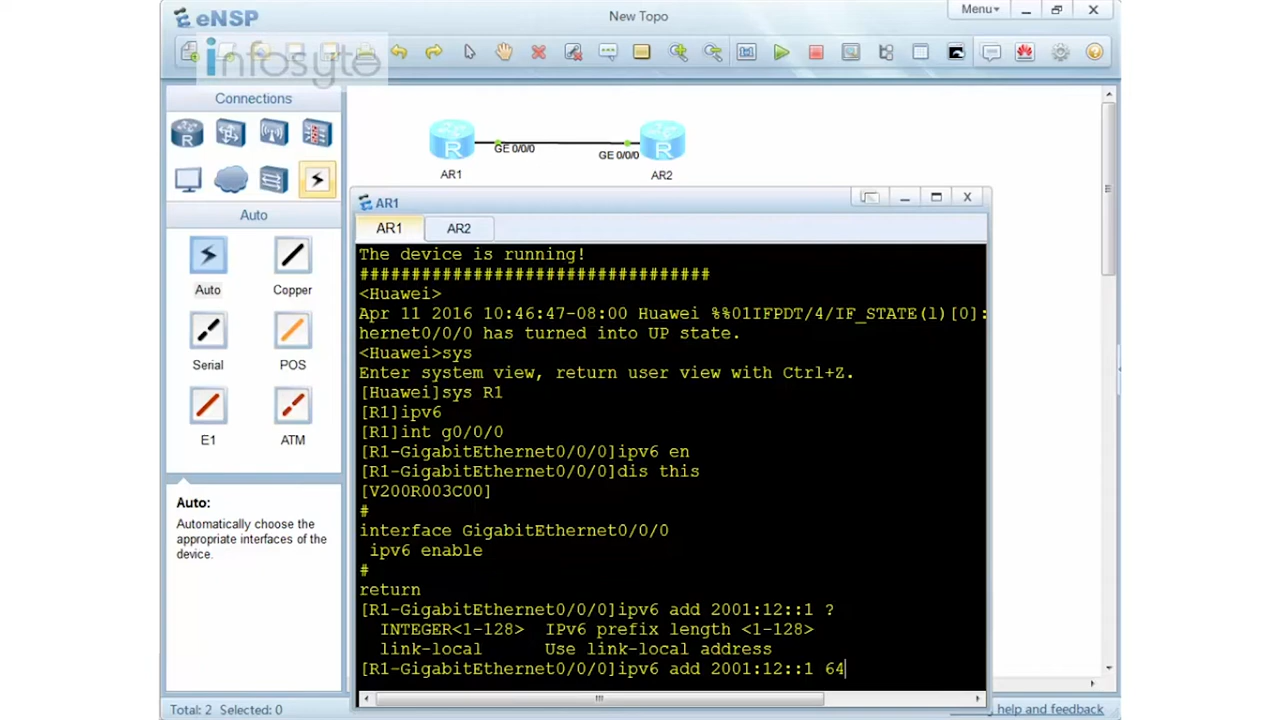 eNSP
New Topo
Menu
infosyte
Connections
GE 0/0/0
GE 0/0/0
AR1
AR2
Auto
Auto
Copper
Serial
POS
E1
ATM
Auto:
Automatically choose the
appropriate interfaces of the
device.
AR1
AR1
AR2
The device is running!
##################################
<Huawei>
Apr 11 2016 10:46:47-08:00 Huawei %%01IFPDT/4/IF_STATE(l)[0]:
hernet0/0/0 has turned into UP state.
<Huawei>sys
Enter system view, return user view with Ctrl+Z.
[Huawei]sys R1
[R1]ipv6
[R1]int g0/0/0
[R1-GigabitEthernet0/0/0]ipv6 en
[R1-GigabitEthernet0/0/0]dis this
[V200R003C00]
#
interface GigabitEthernet0/0/0
ipv6 enable
#
return
[R1-GigabitEthernet0/0/0]ipv6 add 2001:12::1 ?
INTEGER<1-128> IPv6 prefix length <1-128>
link-local Use link-local address
[R1-GigabitEthernet0/0/0]ipv6 add 2001:12::1 64
Total: 2 Selected: 0
help and feedback